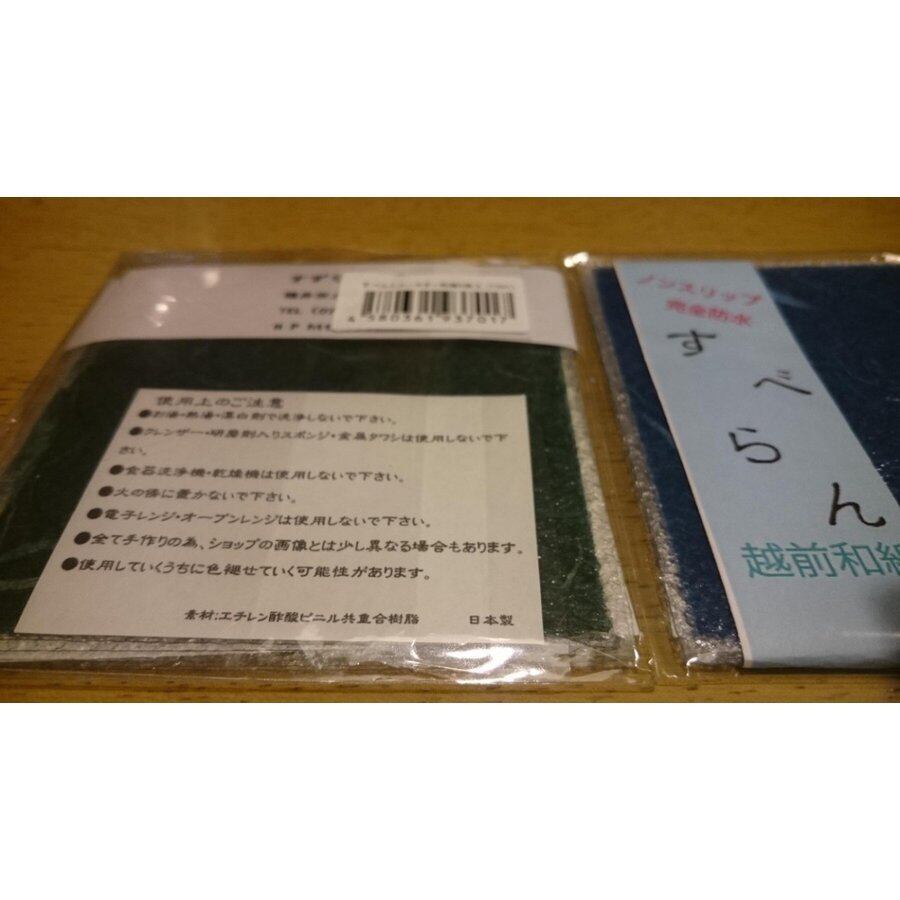 TEL
4 580361 937017
使用上のご注意
●お湯・熱湯・漂白剤で洗浄しないで下さい。
●クレンザー・研磨剤入りスポンジ・金属タワシは使用しないで下
さい。
●食器洗浄機・乾燥機は使用しないで下さい。
●火の傍に置かないで下さい。
●電子レンジ・オーブンレンジは使用しないで下さい。
●全て手作りの為、ショップの画像とは少し異なる場合もあります。
●使用していくうちに色褪せていく可能性があります。
素材:エチレン酢酸ビニル共重合樹脂 日本製
ノンスリップ
完全防水
すべらん
越前和紙